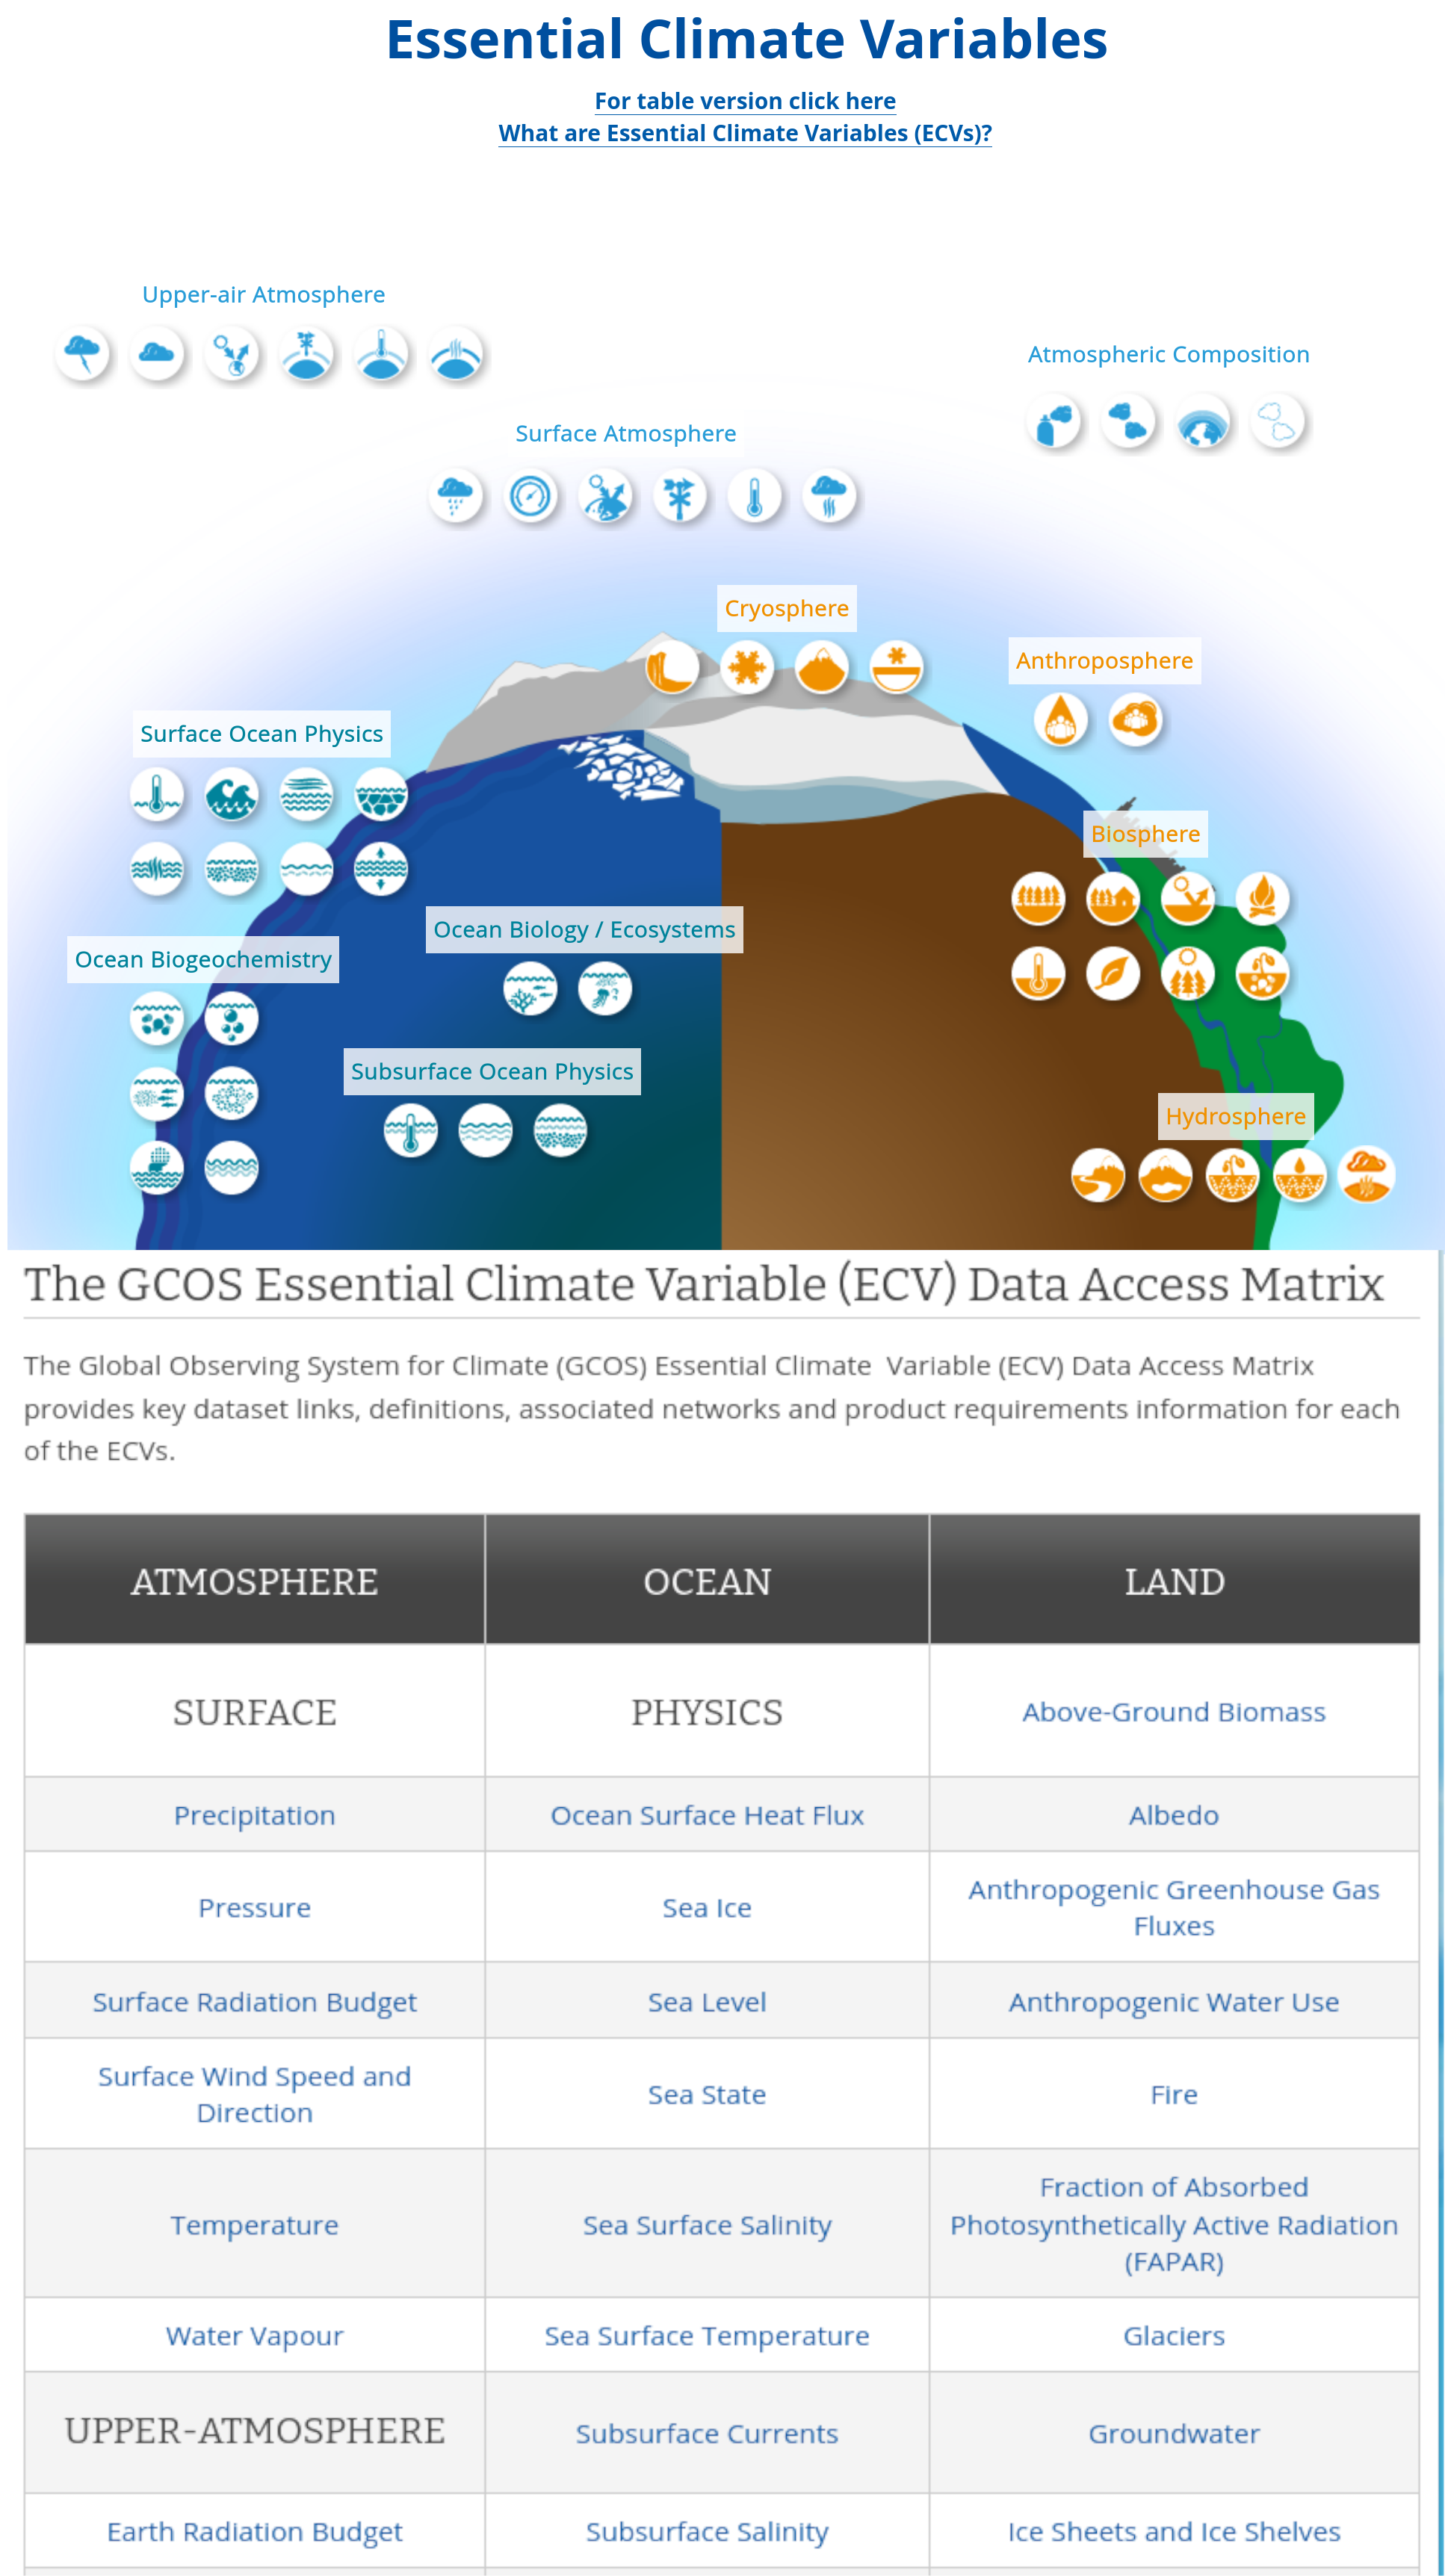 Essential Climate Variables
For table version click here
What are Essential Climate Variables (ECVs)?
Upper-air Atmosphere
Atmospheric Composition
Surface Atmosphere
Cryosphere
Anthroposphere
Surface Ocean Physics
Biosphere
Ocean Biology / Ecosystems
Ocean Biogeochemistry
Subsurface Ocean Physics
Hydrosphere
The GCOS Essential Climate Variable (ECV) Data Access Matrix
The Global Observing System for Climate (GCOS) Essential Climate Variable (ECV) Data Access Matrix
provides key dataset links, definitions, associated networks and product requirements information for each
of the ECVs.
ATMOSPHERE OCEAN LAND
SURFACE PHYSICS Above-Ground Biomass
Precipitation Ocean Surface Heat Flux Albedo
Pressure Sea Ice Anthropogenic Greenhouse Gas
Fluxes
Surface Radiation Budget Sea Level Anthropogenic Water Use
Surface Wind Speed and
Direction Sea State Fire
Temperature Sea Surface Salinity Fraction of Absorbed
Photosynthetically Active Radiation
(FAPAR)
Water Vapour Sea Surface Temperature Glaciers
UPPER-ATMOSPHERE Subsurface Currents Groundwater
Earth Radiation Budget Subsurface Salinity Ice Sheets and Ice Shelves